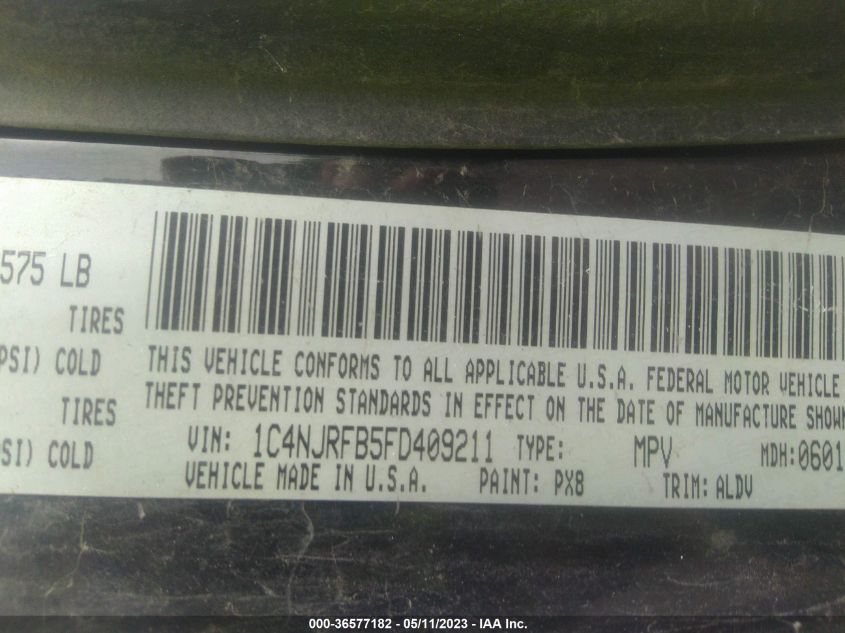 575 LB
TIRES
PSI) COLD
TIRES
SI) COLD
THIS VEHICLE CONFORMS TO ALL APPLICABLE U.S.A. FEDERAL MOTOR VEHICLE
THEFT PREVENTION STANDARDS IN EFFECT ON THE DATE OF MANUFACTURE SHOWN
VIN: 1C4NJRFB5FD409211 TYPE: MPV MDH:0601
VEHICLE MADE IN U.S.A. PAINT: PX8 TRIM: ALDV
000-36577182 - 05/11/2023 - IAA Inc.